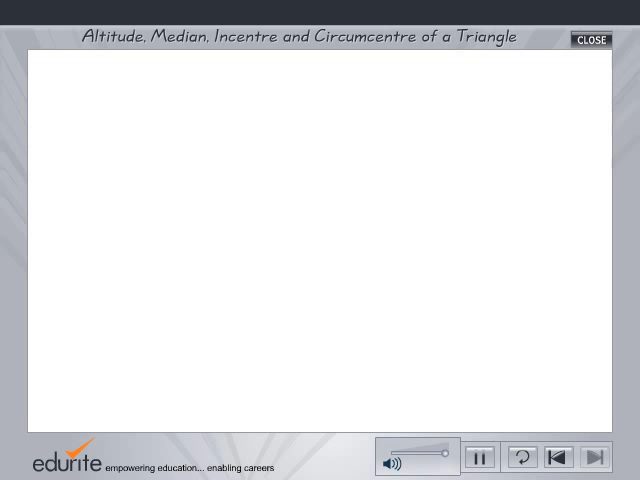 Altitude, Median, Incentre and Circumcentre of a Triangle
CLOSE
edurite empowering education... enabling careers